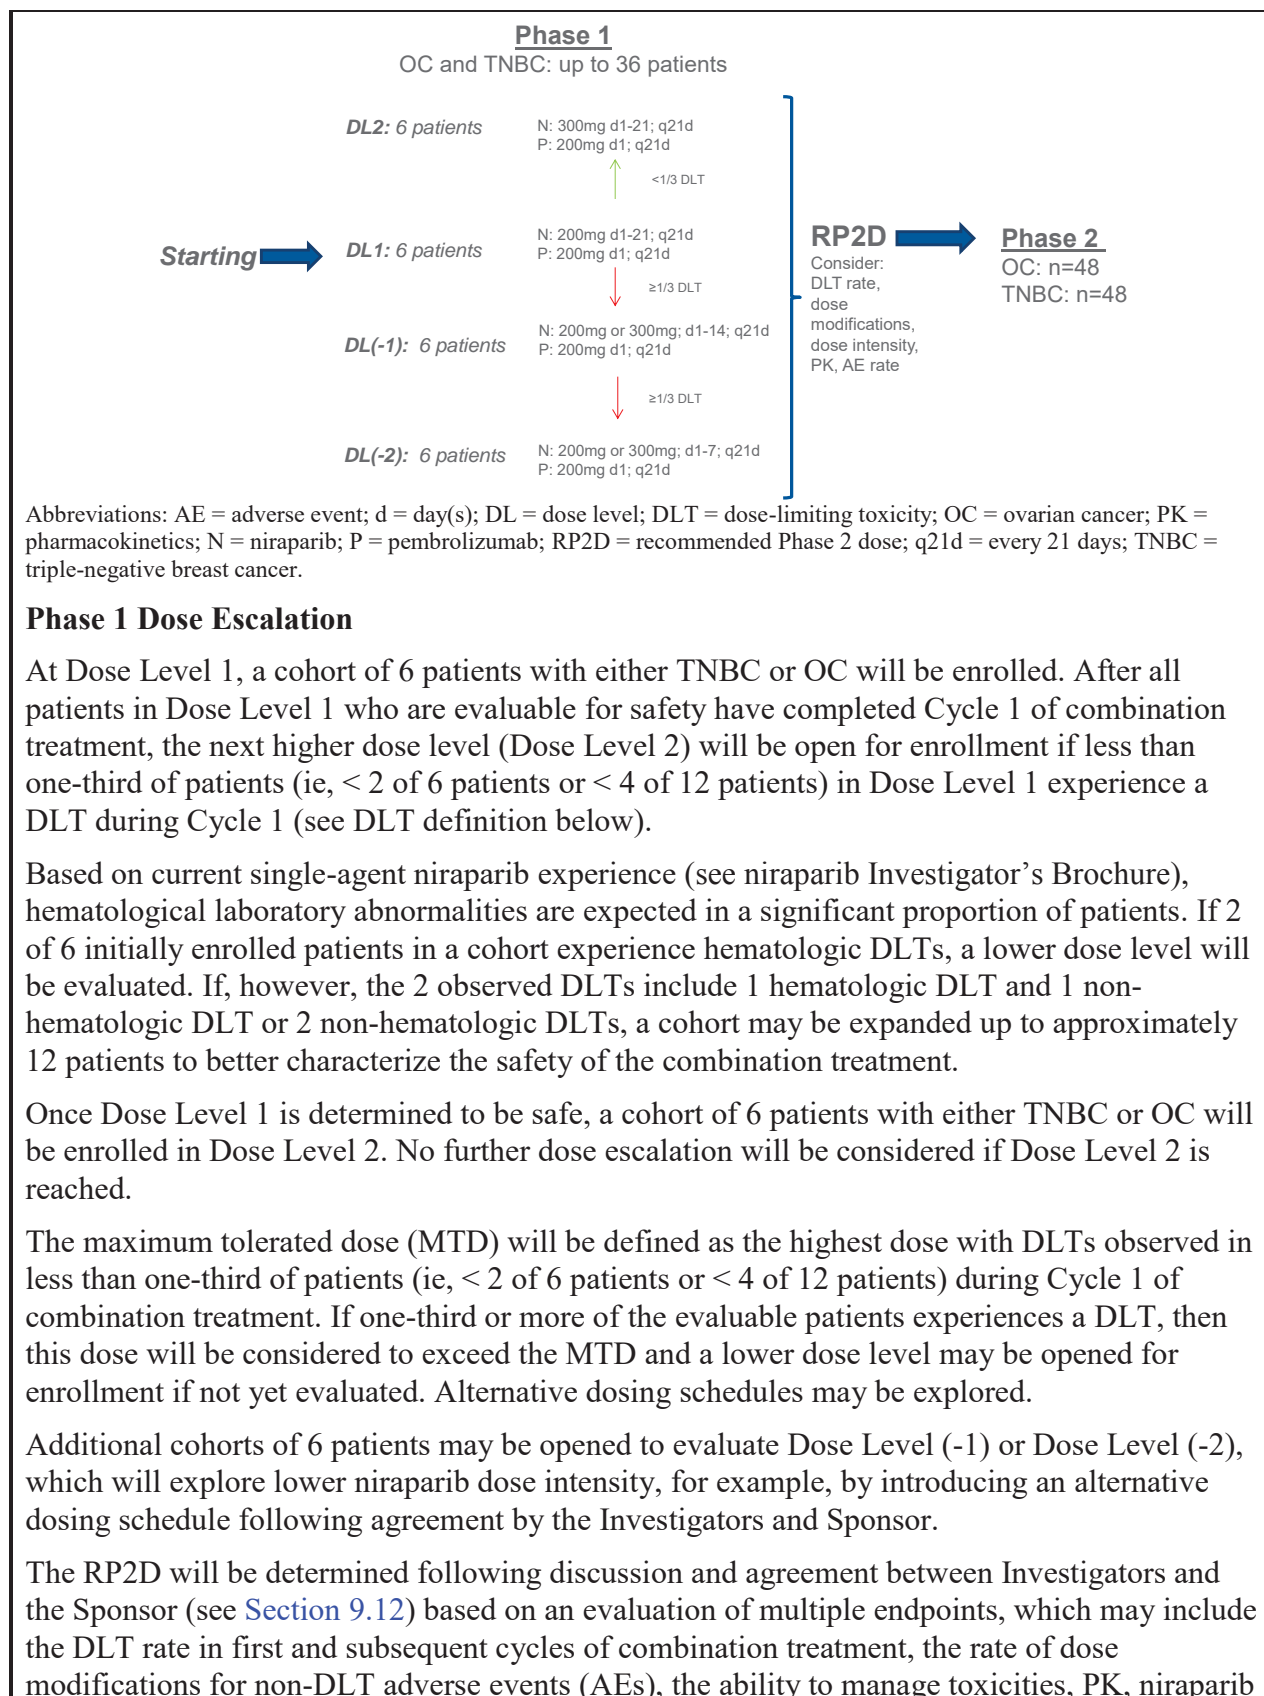 Phase 1
OC and TNBC: up to 36 patients
DL2: 6 patients
N: 300mg d1-21; q21d
P: 200mg d1; q21d
<1/3 DLT
Starting
DL1: 6 patients
N: 200mg d1-21; q21d
P: 200mg d1; q21d
≥1/3 DLT
DL(-1): 6 patients
N: 200mg or 300mg; d1-14; q21d
P: 200mg d1; q21d
≥1/3 DLT
DL(-2): 6 patients
N: 200mg or 300mg; d1-7; q21d
P: 200mg d1; q21d
RP2D
Consider:
DLT rate,
dose
modifications,
dose intensity,
PK, AE rate
Phase 2
OC: n=48
TNBC: n=48
Abbreviations: AE = adverse event; d = day(s); DL = dose level; DLT = dose-limiting toxicity; OC = ovarian cancer; PK =
pharmacokinetics; N = niraparib; P = pembrolizumab; RP2D = recommended Phase 2 dose; q21d = every 21 days; TNBC =
triple-negative breast cancer.
Phase 1 Dose Escalation
At Dose Level 1, a cohort of 6 patients with either TNBC or OC will be enrolled. After all
patients in Dose Level 1 who are evaluable for safety have completed Cycle 1 of combination
treatment, the next higher dose level (Dose Level 2) will be open for enrollment if less than
one-third of patients (ie, < 2 of 6 patients or < 4 of 12 patients) in Dose Level 1 experience a
DLT during Cycle 1 (see DLT definition below).
Based on current single-agent niraparib experience (see niraparib Investigator’s Brochure),
hematological laboratory abnormalities are expected in a significant proportion of patients. If 2
of 6 initially enrolled patients in a cohort experience hematologic DLTs, a lower dose level will
be evaluated. If, however, the 2 observed DLTs include 1 hematologic DLT and 1 non-
hematologic DLT or 2 non-hematologic DLTs, a cohort may be expanded up to approximately
12 patients to better characterize the safety of the combination treatment.
Once Dose Level 1 is determined to be safe, a cohort of 6 patients with either TNBC or OC will
be enrolled in Dose Level 2. No further dose escalation will be considered if Dose Level 2 is
reached.
The maximum tolerated dose (MTD) will be defined as the highest dose with DLTs observed in
less than one-third of patients (ie, < 2 of 6 patients or < 4 of 12 patients) during Cycle 1 of
combination treatment. If one-third or more of the evaluable patients experiences a DLT, then
this dose will be considered to exceed the MTD and a lower dose level may be opened for
enrollment if not yet evaluated. Alternative dosing schedules may be explored.
Additional cohorts of 6 patients may be opened to evaluate Dose Level (-1) or Dose Level (-2),
which will explore lower niraparib dose intensity, for example, by introducing an alternative
dosing schedule following agreement by the Investigators and Sponsor.
The RP2D will be determined following discussion and agreement between Investigators and
the Sponsor (see Section 9.12) based on an evaluation of multiple endpoints, which may include
the DLT rate in first and subsequent cycles of combination treatment, the rate of dose
modifications for non-DLT adverse events (AEs), the ability to manage toxicities, PK, niraparib